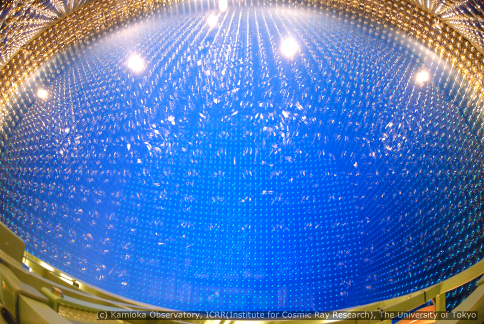 (c) Kamioka Observatory, ICRR(Institute for Cosmic Ray Research), The University of Tokyo